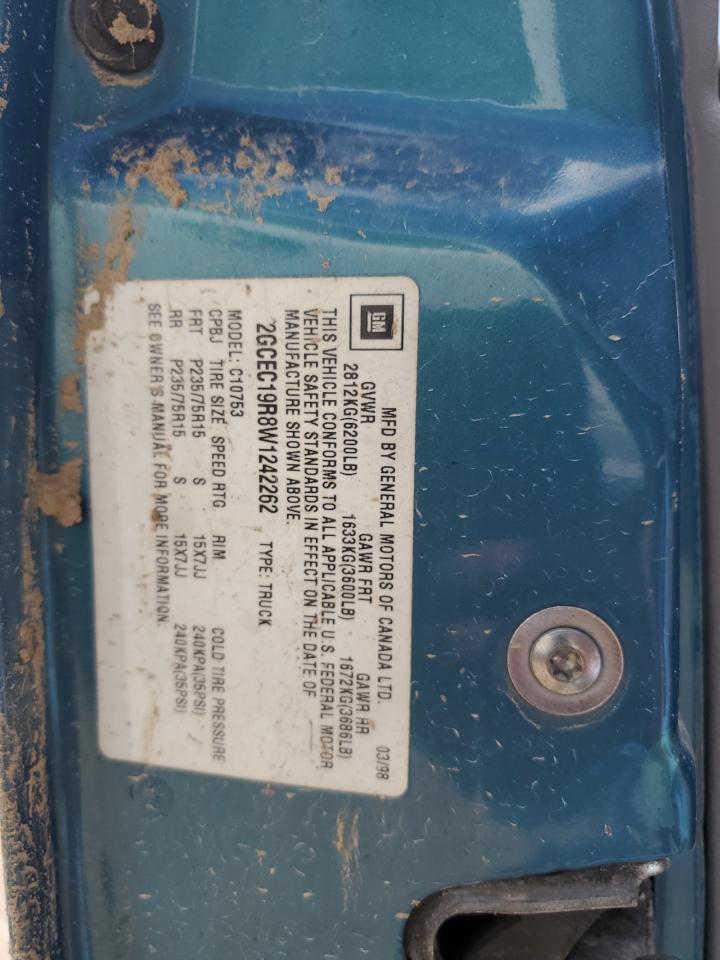 GM
MFD BY GENERAL MOTORS OF CANADA LTD. 03/98
GVWR GAWR FRT GAWR RR
2812KG(6200LB) 1633KG(3600LB) 1672KG(3686LB)
THIS VEHICLE CONFORMS TO ALL APPLICABLE U.S. FEDERAL MOTOR
VEHICLE SAFETY STANDARDS IN EFFECT ON THE DATE OF
MANUFACTURE SHOWN ABOVE.
2GCEC19R8W1242262 TYPE: TRUCK
MODEL: C10753
CPBJ TIRE SIZE SPEED RTG RIM COLD TIRE PRESSURE
FRT P235/75R15 S 15X7JJ 240KPA(35PSI)
RR P235/75R15 S 15X7JJ 240KPA(35PSI)
SEE OWNER'S MANUAL FOR MORE INFORMATION.